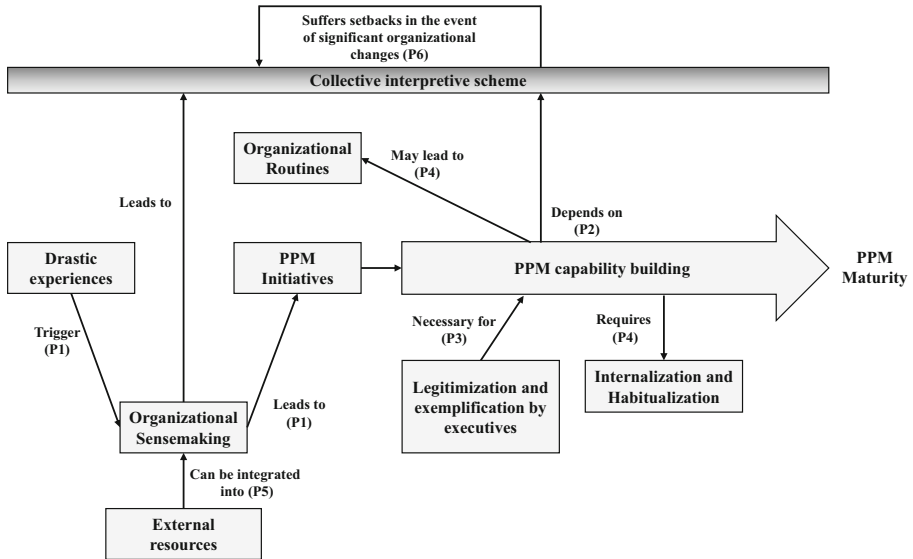 Suffers setbacks in the event
of significant organizational
changes (P6)
Collective interpretive scheme
Organizational
Routines
May lead to
(P4)
Leads to
Depends on
(P2)
Drastic
experiences
PPM
Initiatives
PPM capability building
PPM
Maturity
Trigger
(P1)
Necessary for
(P3)
Requires
(P4)
Legitimization and
exemplification by
executives
Internalization and
Habitualization
Organizational
Sensemaking
Leads to
(P1)
Can be integrated
into (P5)
External
resources